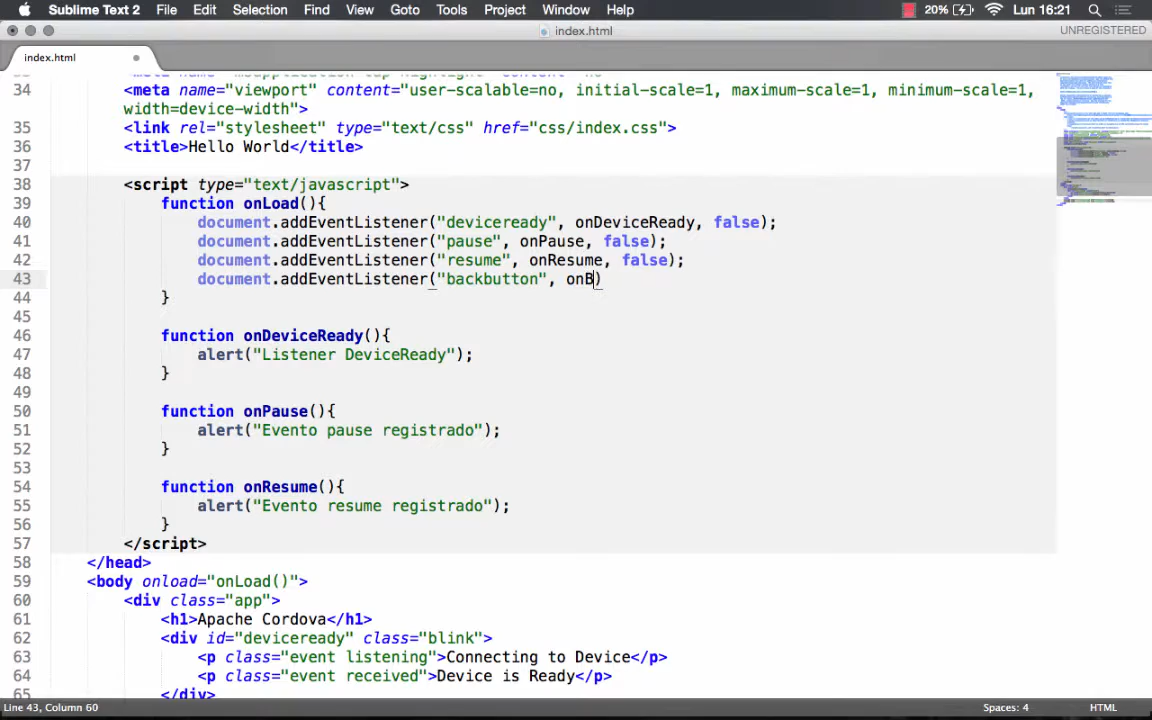 Sublime Text 2 File Edit Selection Find View Goto Tools Project Window Help 20% Lun 16:21
index.html UNREGISTERED
index.html
34 <meta name="viewport" content="user-scalable=no, initial-scale=1, maximum-scale=1, minimum-scale=1,
width=device-width">
35 <link rel="stylesheet" type="text/css" href="css/index.css">
36 <title>Hello World</title>
37
38 <script type="text/javascript">
39 function onLoad(){
40 document.addEventListener("deviceready", onDeviceReady, false);
41 document.addEventListener("pause", onPause, false);
42 document.addEventListener("resume", onResume, false);
43 document.addEventListener("backbutton", onB)
44 }
45
46 function onDeviceReady(){
47 alert("Listener DeviceReady");
48 }
49
50 function onPause(){
51 alert("Evento pause registrado");
52 }
53
54 function onResume(){
55 alert("Evento resume registrado");
56 }
57 </script>
58 </head>
59 <body onload="onLoad()">
60 <div class="app">
61 <h1>Apache Cordova</h1>
62 <div id="deviceready" class="blink">
63 <p class="event listening">Connecting to Device</p>
64 <p class="event received">Device is Ready</p>
65 </div>
Line 43, Column 60 Spaces: 4 HTML